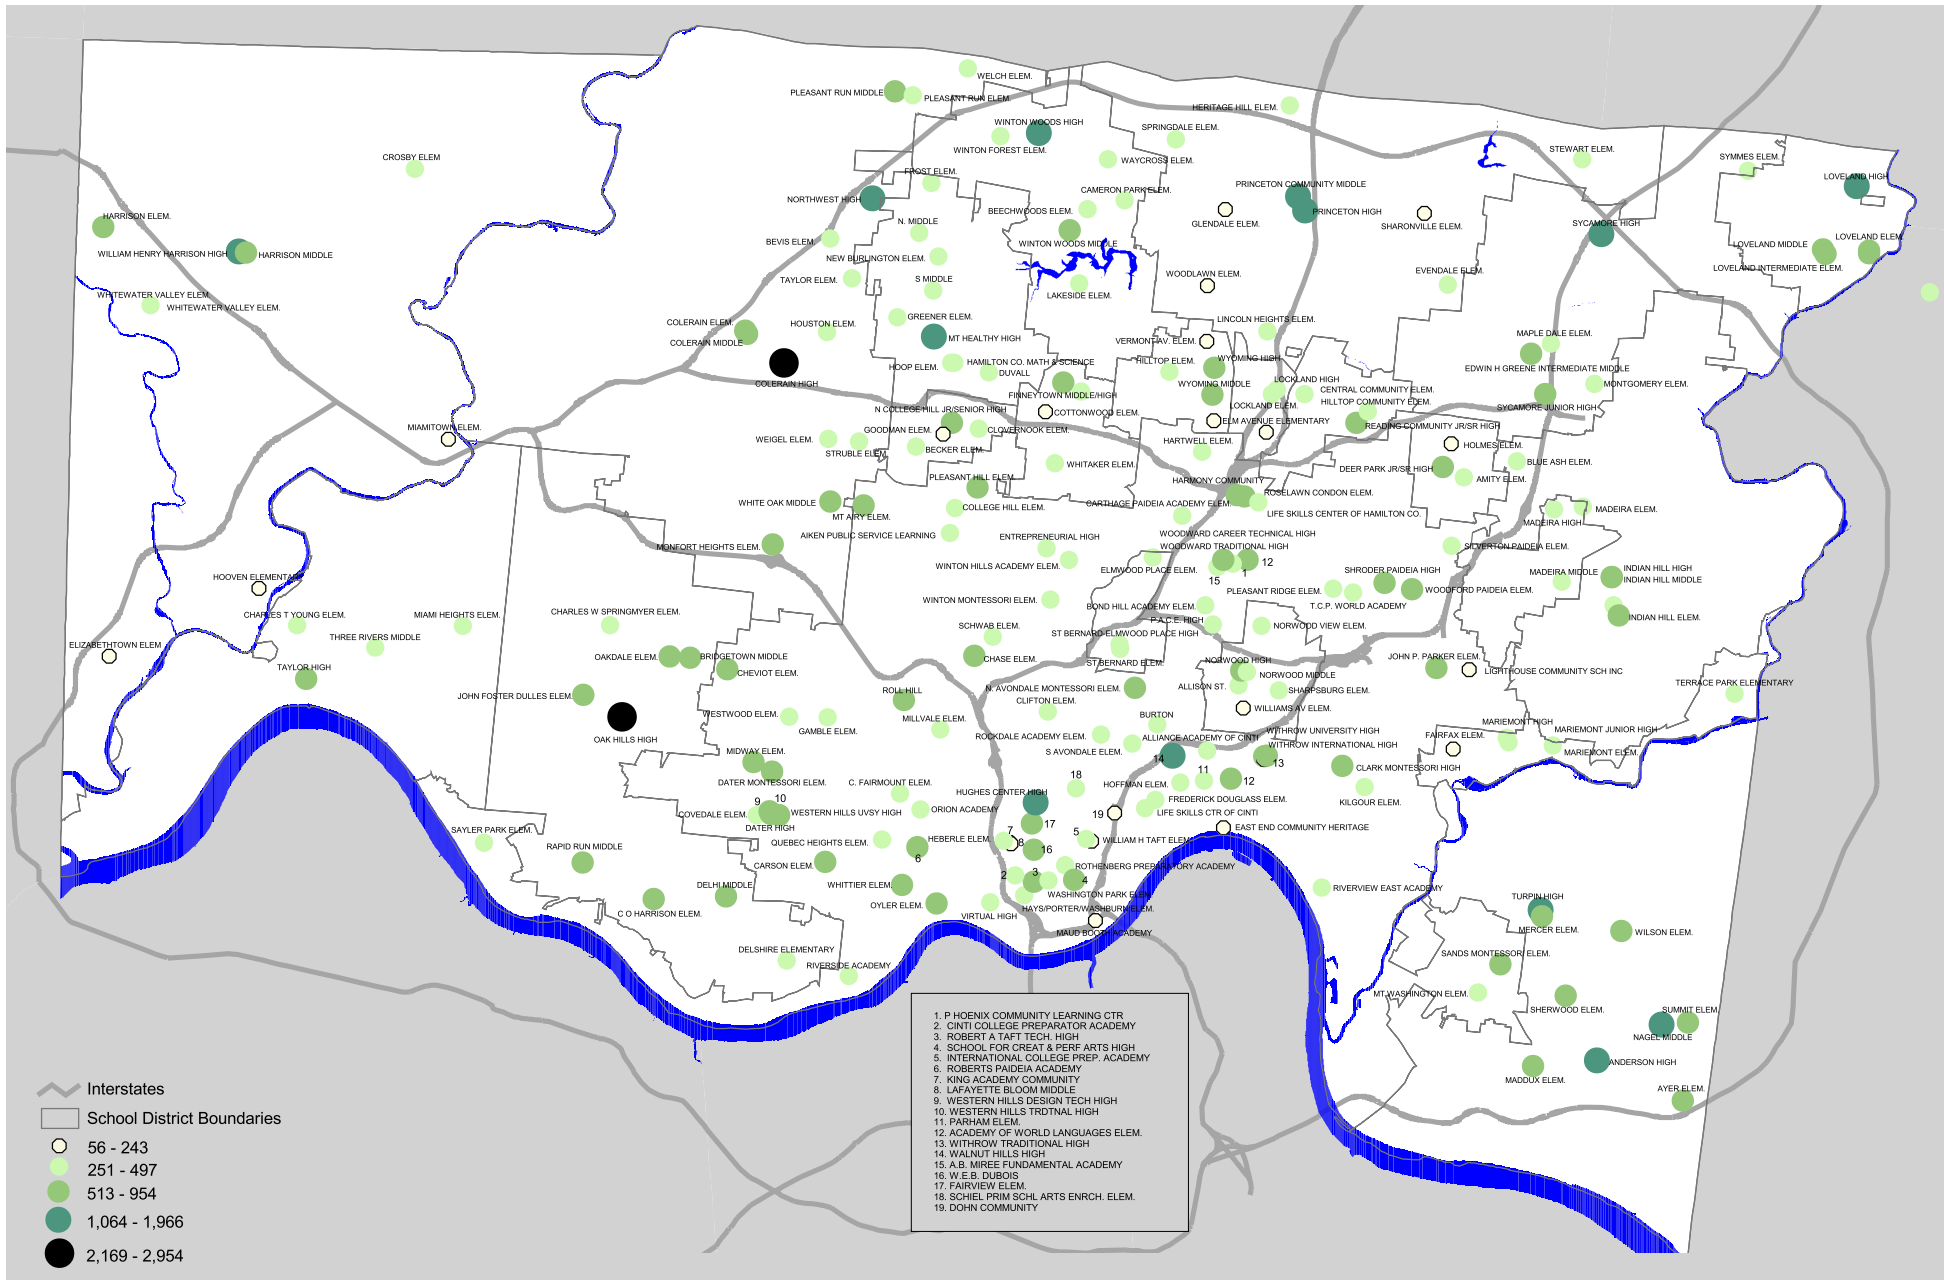 WELCH ELEM.
PLEASANT RUN MIDDLE
PLEASANT RUN ELEM.
HERITAGE HILL ELEM.
WINTON WOODS HIGH
SPRINGDALE ELEM.
WINTON FOREST ELEM.
STEWART ELEM.
CROSBY ELEM
WAYCROSS ELEM.
SYMMES ELEM.
FROST ELEM.
LOVELAND HIGH
PRINCETON COMMUNITY MIDDLE
CAMERON PARK ELEM.
NORTHWEST HIGH
BEECHWOODS ELEM.
PRINCETON HIGH
HARRISON ELEM.
N. MIDDLE
GLENDALE ELEM.
SHARONVILLE ELEM.
SYCAMORE HIGH
BEVIS ELEM.
WINTON WOODS MIDDLE
LOVELAND MIDDLE
LOVELAND ELEM.
WILLIAM HENRY HARRISON HIGH
HARRISON MIDDLE
NEW BURLINGTON ELEM.
LOVELAND INTERMEDIATE ELEM.
WOODLAWN ELEM.
EVENDALE ELEM.
TAYLOR ELEM.
S MIDDLE
LAKESIDE ELEM.
WHITEWATER VALLEY ELEM.
WHITEWATER VALLEY ELEM.
GREENER ELEM.
LINCOLN HEIGHTS ELEM.
COLERAIN ELEM.
HOUSTON ELEM.
MAPLE DALE ELEM.
COLERAIN MIDDLE
MT HEALTHY HIGH
VERMONT AV. ELEM.
HOOP ELEM.
HAMILTON CO. MATH & SCIENCE
HILLTOP ELEM.
WYOMING HIGH
DUVALL
EDWIN H GREENE INTERMEDIATE MIDDLE
COLERAIN HIGH
WYOMING MIDDLE
LOCKLAND HIGH
MONTGOMERY ELEM.
FINNEYTOWN MIDDLE/HIGH
CENTRAL COMMUNITY ELEM.
HILLTOP COMMUNITY ELEM.
N COLLEGE HILL JR/SENIOR HIGH
COTTONWOOD ELEM.
LOCKLAND ELEM.
SYCAMORE JUNIOR HIGH
MIAMITOWN ELEM.
GOODMAN ELEM.
CLOVERNOOK ELEM.
ELM AVENUE ELEMENTARY
READING COMMUNITY JR/SR HIGH
WEIGEL ELEM.
HARTWELL ELEM.
HOLMES ELEM.
STRUBLE ELEM.
BECKER ELEM.
WHITAKER ELEM.
DEER PARK JR/SR HIGH
BLUE ASH ELEM.
PLEASANT HILL ELEM.
HARMONY COMMUNITY
AMITY ELEM.
ROSELAWN CONDON ELEM.
WHITE OAK MIDDLE
CARTHAGE PAIDEIA ACADEMY ELEM.
COLLEGE HILL ELEM.
MADEIRA ELEM.
MT AIRY ELEM.
LIFE SKILLS CENTER OF HAMILTON CO.
MADEIRA HIGH
AIKEN PUBLIC SERVICE LEARNING
ENTREPRENEURIAL HIGH
WOODWARD CAREER TECHNICAL HIGH
MONFORT HEIGHTS ELEM.
WOODWARD TRADITIONAL HIGH
SILVERTON PAIDEIA ELEM.
WINTON HILLS ACADEMY ELEM.
ELMWOOD PLACE ELEM.
1
12
15
SHRODER PAIDEIA HIGH
MADEIRA MIDDLE
INDIAN HILL HIGH
INDIAN HILL MIDDLE
HOOVEN ELEMENTARY
PLEASANT RIDGE ELEM.
WOODFORD PAIDEIA ELEM.
WINTON MONTESSORI ELEM.
BOND HILL ACADEMY ELEM.
T.C.P. WORLD ACADEMY
CHARLES T YOUNG ELEM.
MIAMI HEIGHTS ELEM.
CHARLES W SPRINGMYER ELEM.
P.A.C.E. HIGH
INDIAN HILL ELEM.
SCHWAB ELEM.
ST BERNARD-ELMWOOD PLACE HIGH
NORWOOD VIEW ELEM.
THREE RIVERS MIDDLE
ELIZABETHTOWN ELEM
OAKDALE ELEM.
BRIDGETOWN MIDDLE
CHASE ELEM.
ST BERNARD ELEM.
NORWOOD HIGH
JOHN P. PARKER ELEM.
TAYLOR HIGH
CHEVIOT ELEM.
NORWOOD MIDDLE
LIGHTHOUSE COMMUNITY SCH INC
JOHN FOSTER DULLES ELEM.
ROLL HILL
N. AVONDALE MONTESSORI ELEM.
ALLISON ST.
SHARPSBURG ELEM.
TERRACE PARK ELEMENTARY
CLIFTON ELEM.
WESTWOOD ELEM.
MILLVALE ELEM.
BURTON
WILLIAMS AV ELEM.
GAMBLE ELEM.
MARIEMONT HIGH
OAK HILLS HIGH
ROCKDALE ACADEMY ELEM.
ALLIANCE ACADEMY OF CINTI
WITHROW UNIVERSITY HIGH
FAIRFAX ELEM.
MARIEMONT JUNIOR HIGH
MIDWAY ELEM.
S AVONDALE ELEM.
WITHROW INTERNATIONAL HIGH
MARIEMONT ELEM.
14
13
DATER MONTESSORI ELEM.
C. FAIRMOUNT ELEM.
18
HOFFMAN ELEM.
11
12
CLARK MONTESSORI HIGH
HUGHES CENTER HIGH
FREDERICK DOUGLASS ELEM.
KILGOUR ELEM.
9
10
COVEDALE ELEM.
WESTERN HILLS UVSY HIGH
ORION ACADEMY
19
LIFE SKILLS CTR OF CINTI
DATER HIGH
17
EAST END COMMUNITY HERITAGE
SAYLER PARK ELEM.
7
5
RAPID RUN MIDDLE
QUEBEC HEIGHTS ELEM.
HEBERLE ELEM.
8
WILLIAM H TAFT ELEM.
16
6
CARSON ELEM.
ROTHENBERG PREPARATORY ACADEMY
2
3
4
DELHI MIDDLE
WHITTIER ELEM.
RIVERVIEW EAST ACADEMY
WASHINGTON PARK ELEM.
TURPIN HIGH
OYLER ELEM.
HAYS/PORTER/WASHBURN ELEM.
C O HARRISON ELEM.
VIRTUAL HIGH
MERCER ELEM.
WILSON ELEM.
MAUD BOOTH ACADEMY
DELSHIRE ELEMENTARY
SANDS MONTESSORI ELEM.
RIVERSIDE ACADEMY
MT WASHINGTON ELEM.
SHERWOOD ELEM.
SUMMIT ELEM.
NAGEL MIDDLE
ANDERSON HIGH
MADDUX ELEM.
AYER ELEM.
1. P HOENIX COMMUNITY LEARNING CTR
2. CINTI COLLEGE PREPARATOR ACADEMY
3. ROBERT A TAFT TECH. HIGH
4. SCHOOL FOR CREAT & PERF ARTS HIGH
5. INTERNATIONAL COLLEGE PREP. ACADEMY
6. ROBERTS PAIDEIA ACADEMY
7. KING ACADEMY COMMUNITY
8. LAFAYETTE BLOOM MIDDLE
9. WESTERN HILLS DESIGN TECH HIGH
10. WESTERN HILLS TRDTNAL HIGH
11. PARHAM ELEM.
12. ACADEMY OF WORLD LANGUAGES ELEM.
13. WITHROW TRADITIONAL HIGH
14. WALNUT HILLS HIGH
15. A.B. MIREE FUNDAMENTAL ACADEMY
16. W.E.B. DUBOIS
17. FAIRVIEW ELEM.
18. SCHIEL PRIM SCHL ARTS ENRCH. ELEM.
19. DOHN COMMUNITY
Interstates
School District Boundaries
56 - 243
251 - 497
513 - 954
1,064 - 1,966
2,169 - 2,954